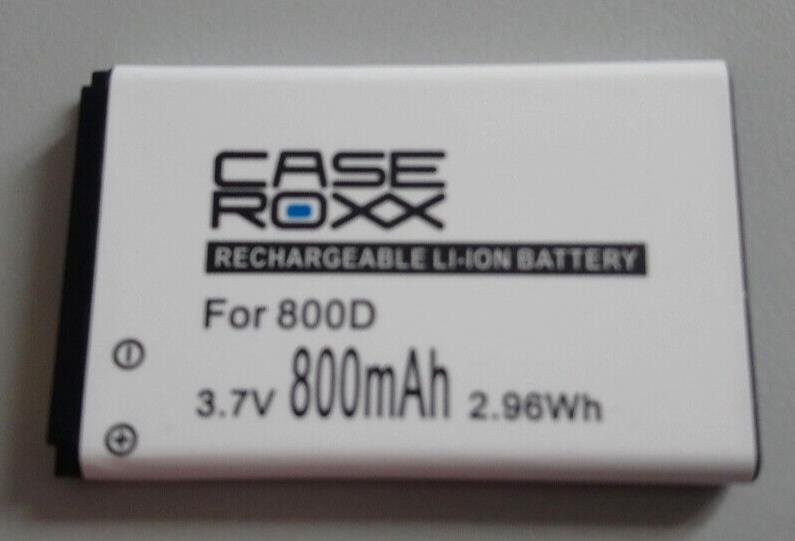 CASE
ROXX
RECHARGEABLE LI-ION BATTERY
For 800D
3.7V 800mAh 2.96Wh